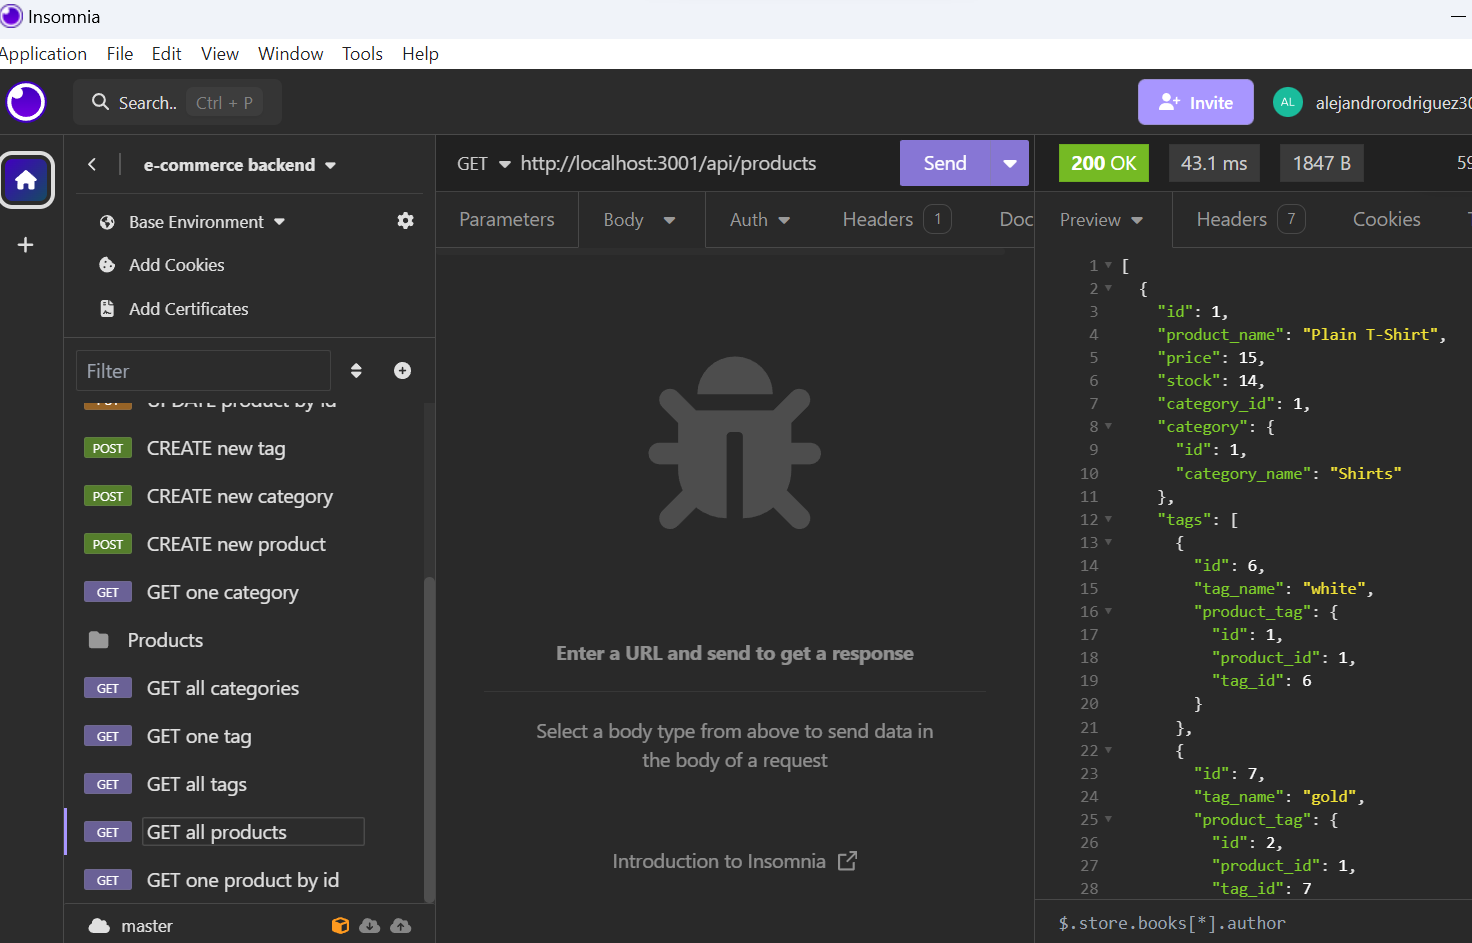 Insomnia
Application File Edit View Window Tools Help
Search.. Ctrl + P
Invite
AL
alejandrorodriguez30
e-commerce backend
Base Environment
Add Cookies
Add Certificates
Filter
UPDATE product by id
POST CREATE new tag
POST CREATE new category
POST CREATE new product
GET GET one category
Products
GET GET all categories
GET GET one tag
GET GET all tags
GET GET all products
GET GET one product by id
master
GET http://localhost:3001/api/products Send
Parameters Body Auth Headers 1 Doc
Enter a URL and send to get a response
Select a body type from above to send data in
the body of a request
Introduction to Insomnia
200 OK 43.1 ms 1847 B 59
Preview Headers 7 Cookies
1 [
2 {
3 "id": 1,
4 "product_name": "Plain T-Shirt",
5 "price": 15,
6 "stock": 14,
7 "category_id": 1,
8 "category": {
9 "id": 1,
10 "category_name": "Shirts"
11 },
12 "tags": [
13 {
14 "id": 6,
15 "tag_name": "white",
16 "product_tag": {
17 "id": 1,
18 "product_id": 1,
19 "tag_id": 6
20 }
21 },
22 {
23 "id": 7,
24 "tag_name": "gold",
25 "product_tag": {
26 "id": 2,
27 "product_id": 1,
28 "tag_id": 7
$.store.books[*].author